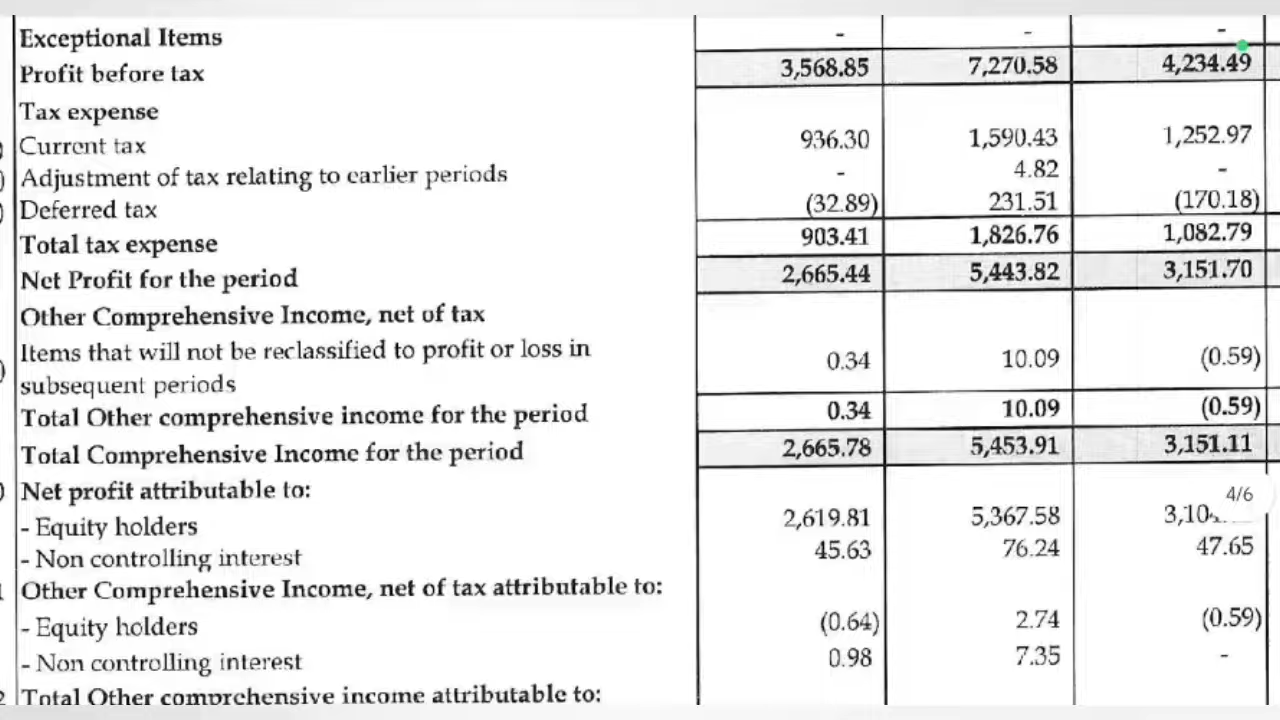 Exceptional Items - - -
Profit before tax 3,568.85 7,270.58 4,234.49
Tax expense
Current tax 936.30 1,590.43 1,252.97
) Adjustment of tax relating to earlier periods - 4.82 -
) Deferred tax (32.89) 231.51 (170.18)
Total tax expense 903.41 1,826.76 1,082.79
Net Profit for the period 2,665.44 5,443.82 3,151.70
Other Comprehensive Income, net of tax
) Items that will not be reclassified to profit or loss in
subsequent periods 0.34 10.09 (0.59)
Total Other comprehensive income for the period 0.34 10.09 (0.59)
Total Comprehensive Income for the period 2,665.78 5,453.91 3,151.11
) Net profit attributable to:
4/6
- Equity holders 2,619.81 5,367.58
- Non controlling interest 45.63 76.24 47.65
Other Comprehensive Income, net of tax attributable to:
- Equity holders (0.64) 2.74 (0.59)
- Non controlling interest 0.98 7.35 -
2 Total Other comprehensive income attributable to: